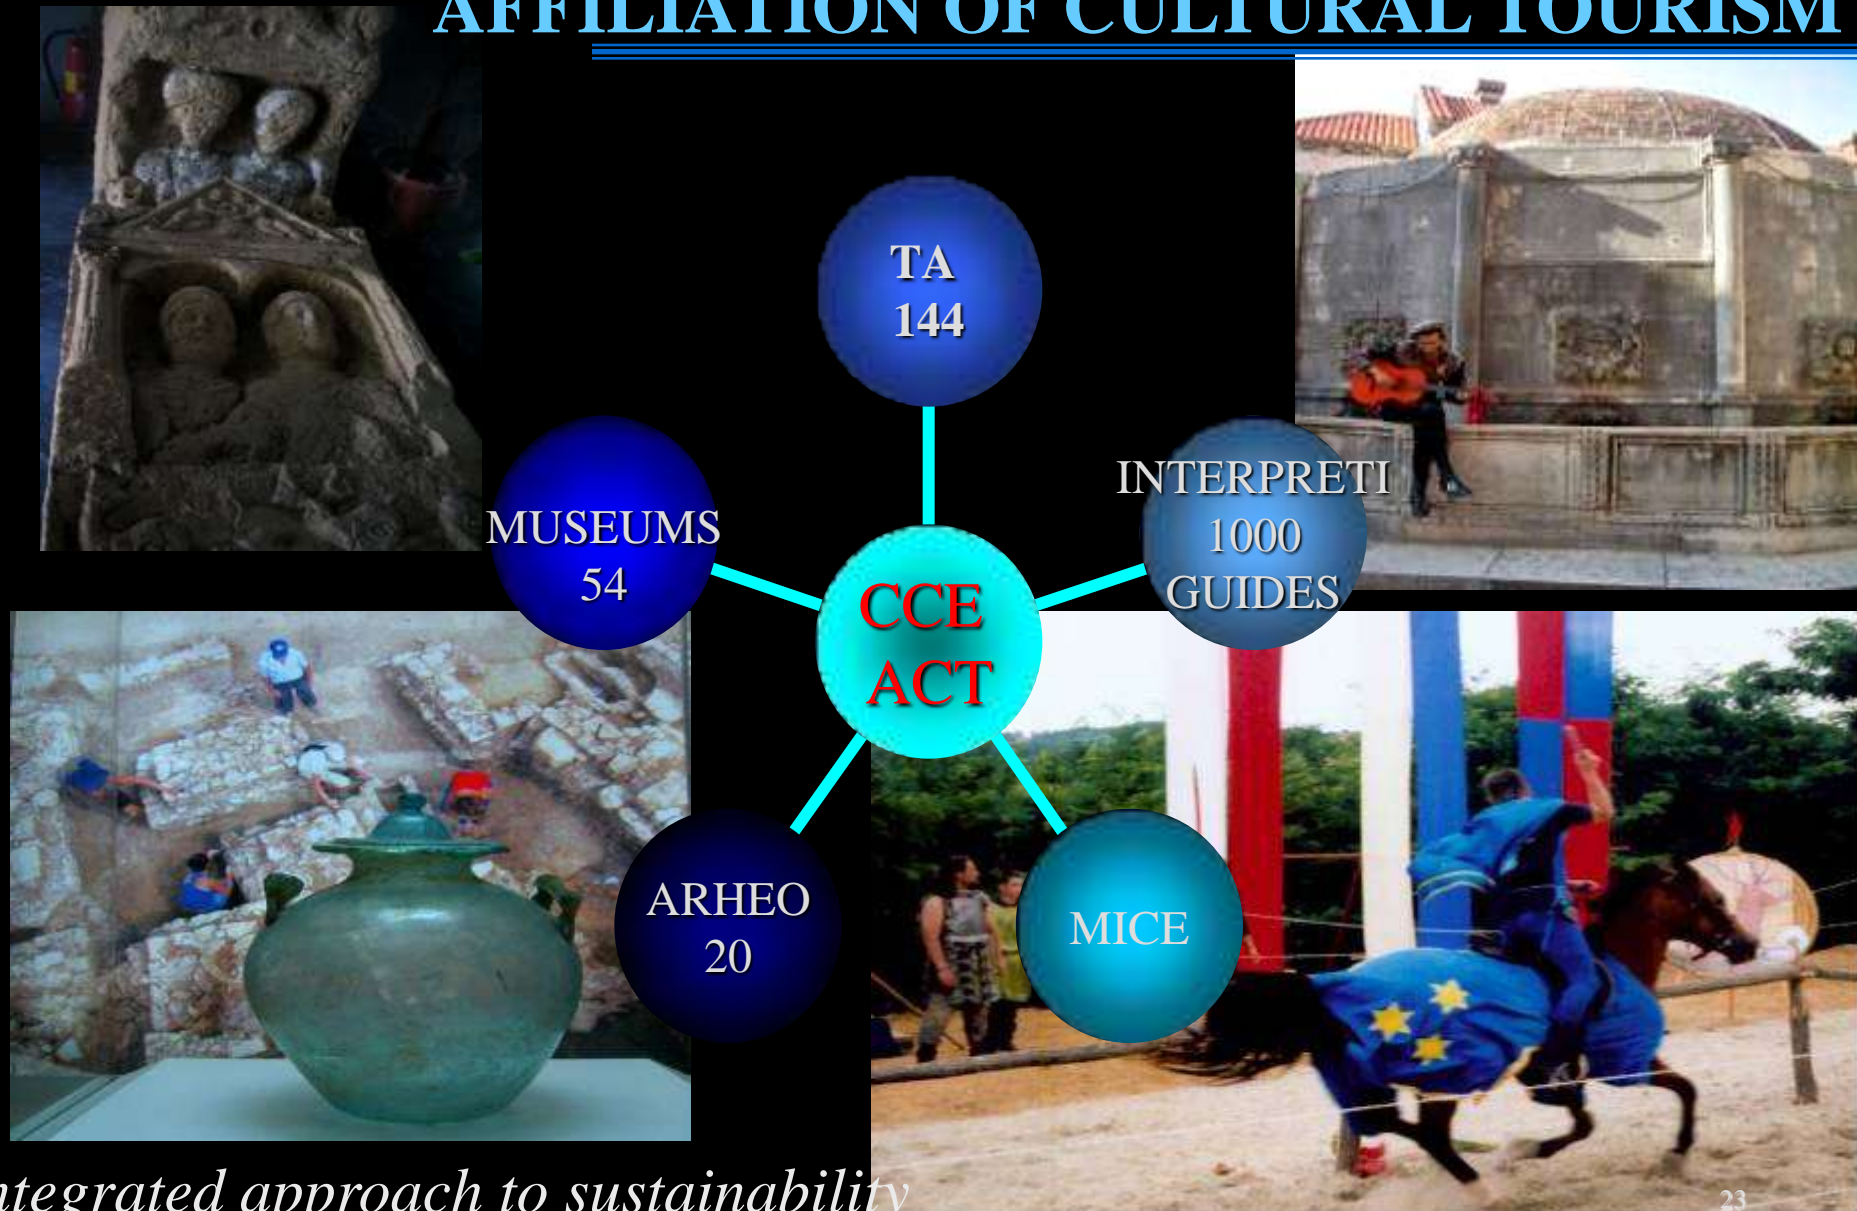 AFFILIATION OF CULTURAL TOURISM
TA
144
INTERPRETI
1000
GUIDES
MUSEUMS
54
CCE
ACT
ARHEO
20
MICE
ntegrated approach to sustainability
23